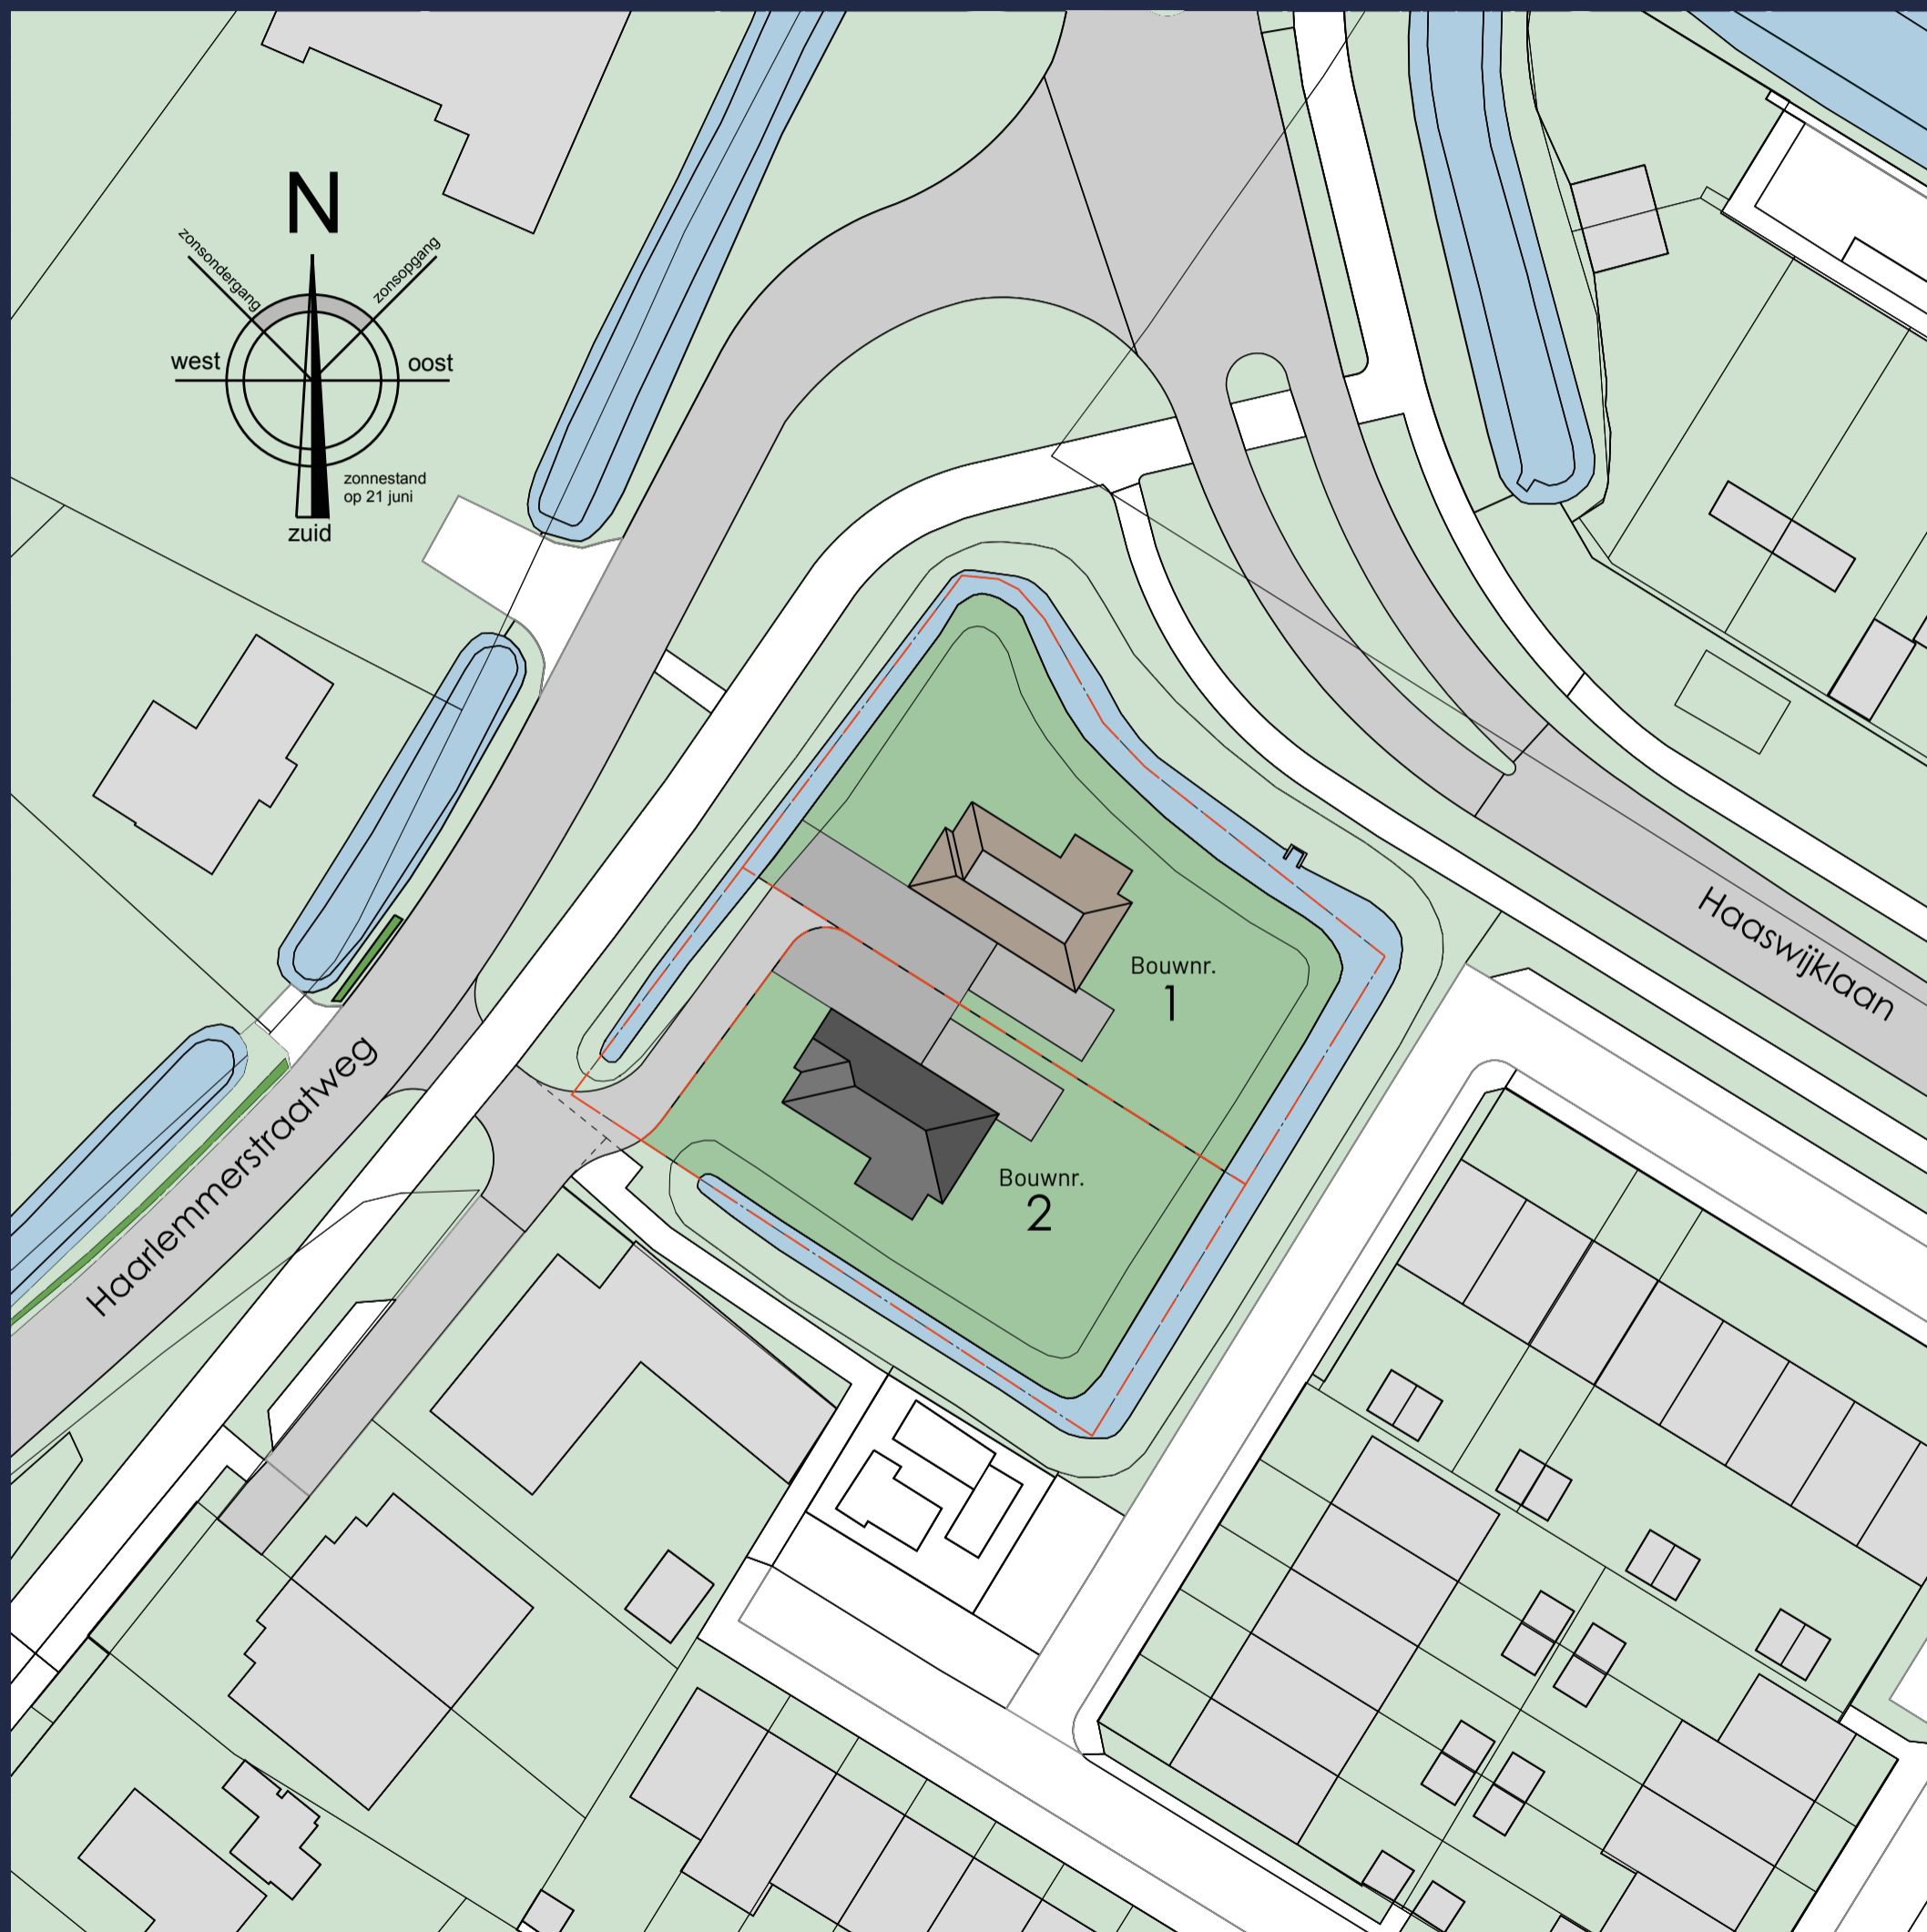 N
zonsondergang
zonsopgang
west
oost
zonnestand
op 21 juni
zuid
Haaswijklaan
Bouwnr.
1
Haarlemmerstraatweg
Bouwnr.
2